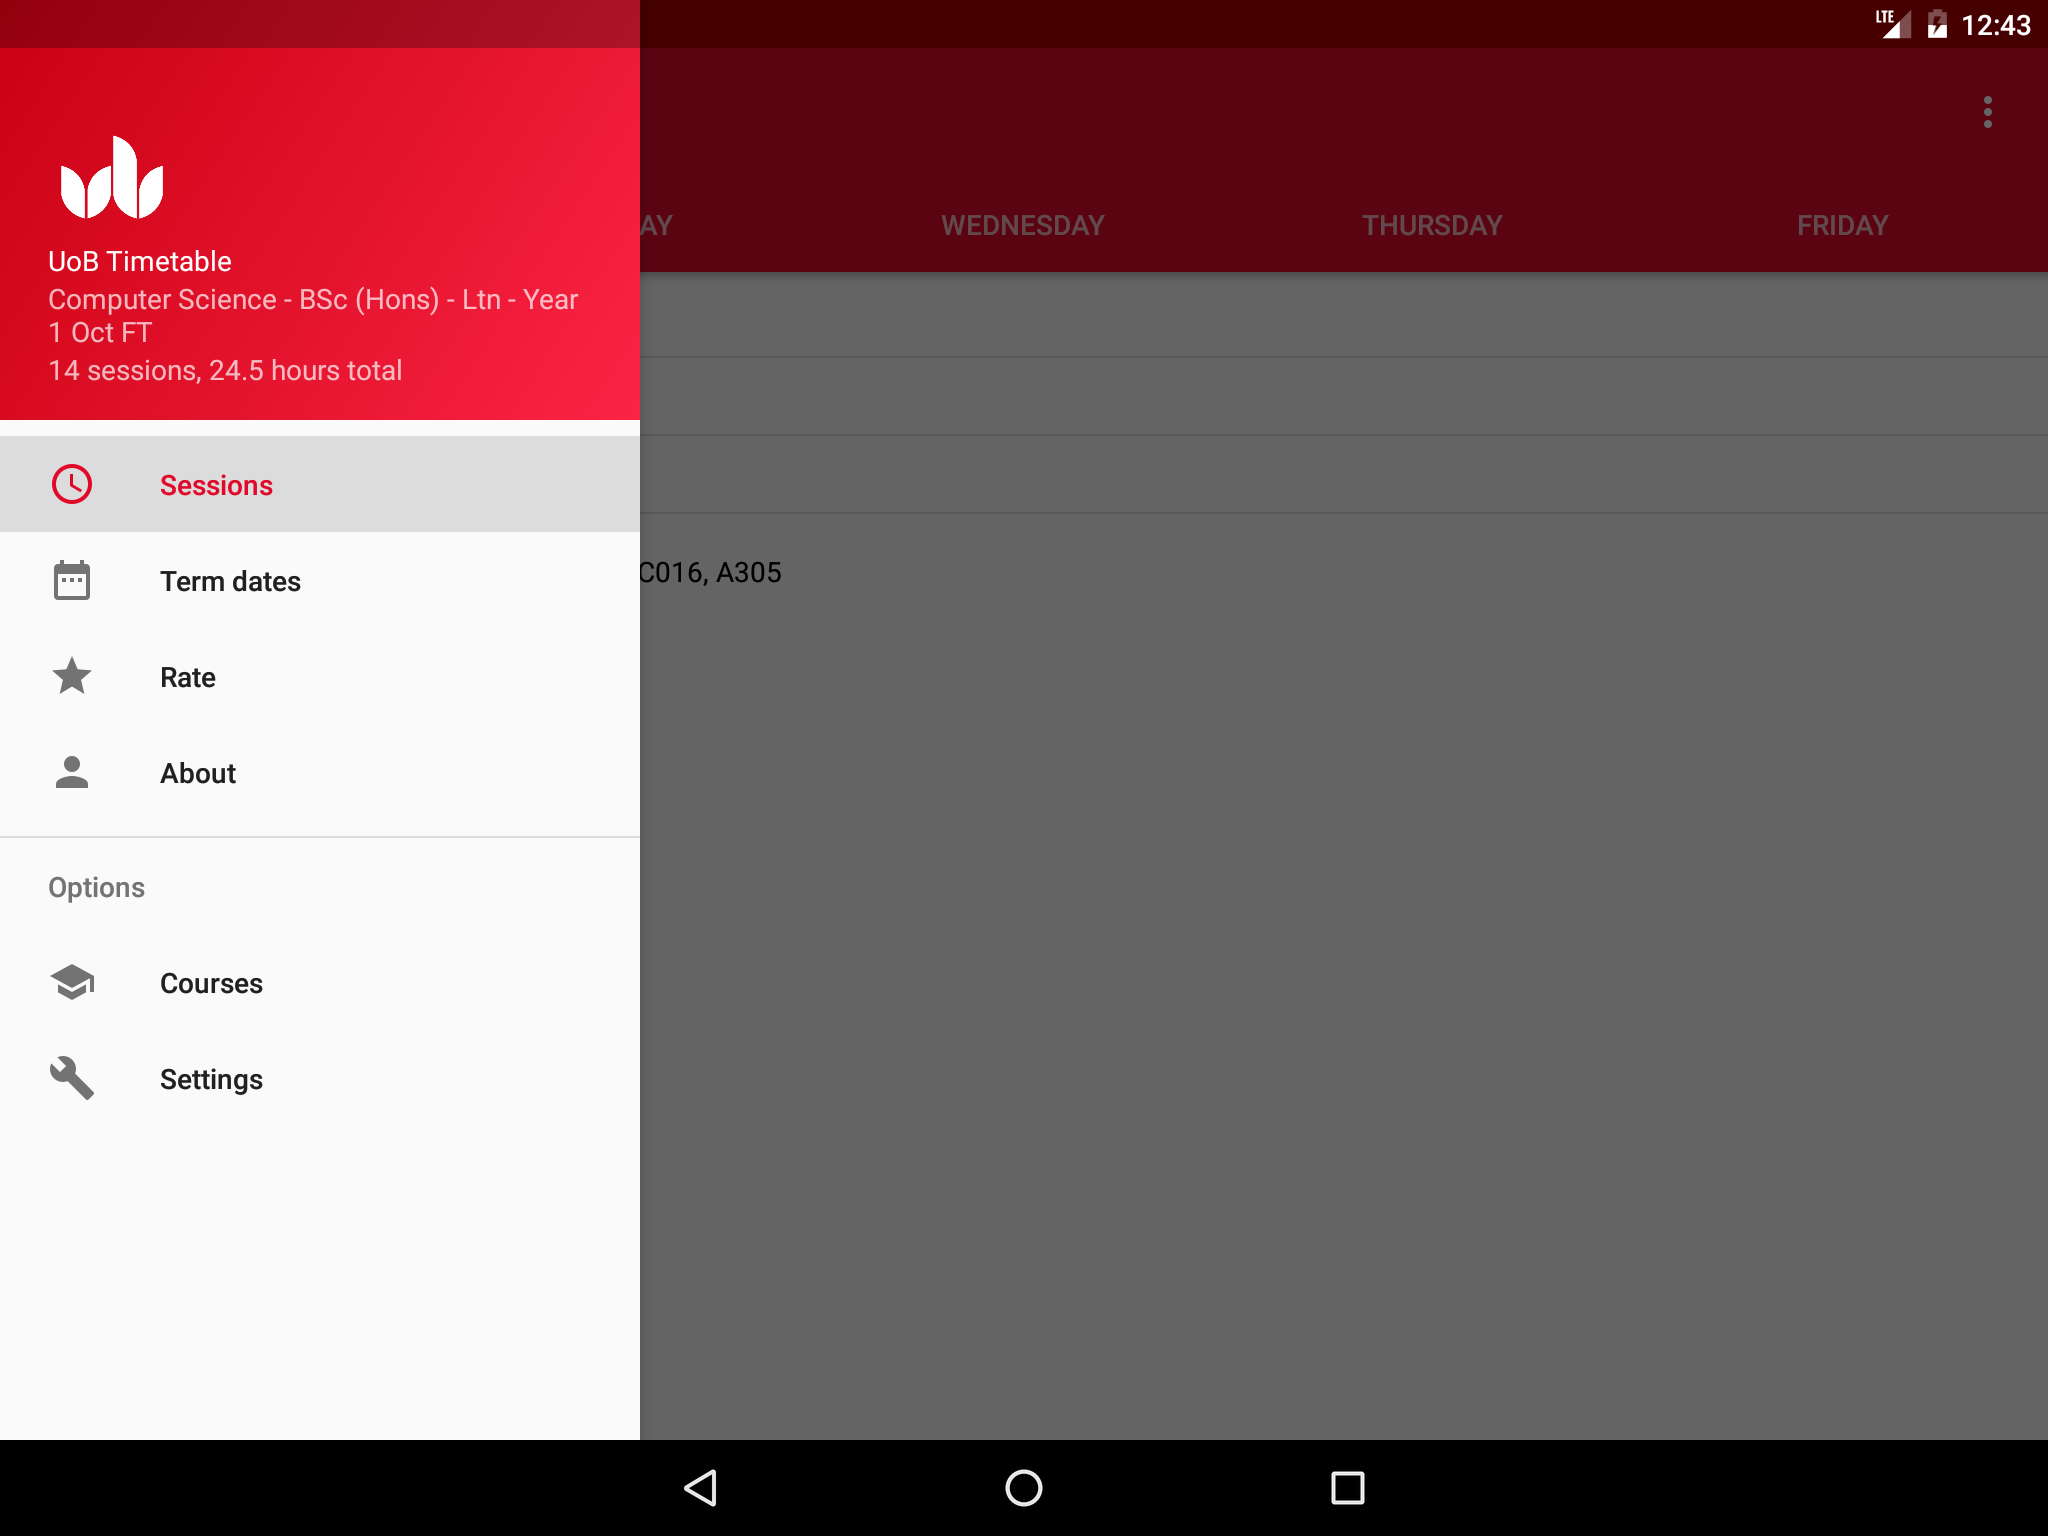 LTE 12:43
UoB Timetable
Computer Science - BSc (Hons) - Ltn - Year
1 Oct FT
14 sessions, 24.5 hours total
AY WEDNESDAY THURSDAY FRIDAY
Sessions
C016, A305
Term dates
Rate
About
Options
Courses
Settings